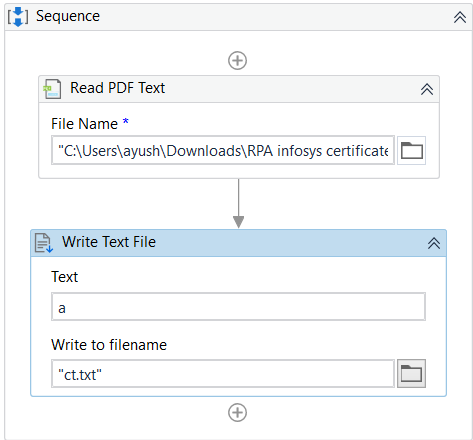 Sequence
Read PDF Text
File Name *
"C:\Users\ayush\Downloads\RPA infosys certificate
Write Text File
Text
a
Write to filename
"ct.txt"